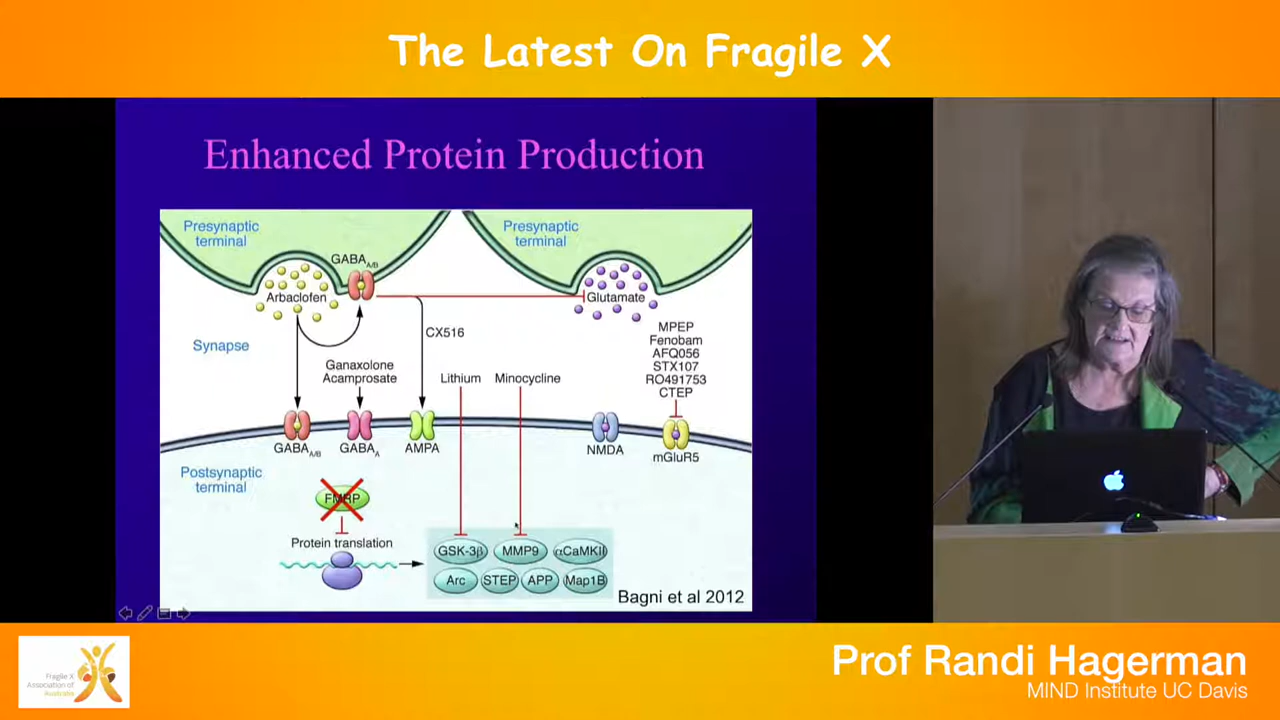 The Latest On Fragile X
Enhanced Protein Production
Presynaptic
terminal
Presynaptic
terminal
GABA A/B
Arbaclofen
Glutamate
CX516
MPEP
Fenobam
AFQ056
STX107
RO491753
CTEP
Synapse
Ganaxolone
Acamprosate
Lithium
Minocycline
GABA A/B
GABA A
AMPA
NMDA
mGluR5
Postsynaptic
terminal
FMRP
Protein translation
GSK-3β
MMP9
αCaMKII
Arc
STEP
APP
Map1B
Bagni et al 2012
Fragile X
Association of
Australia
Prof Randi Hagerman
MIND Institute UC Davis